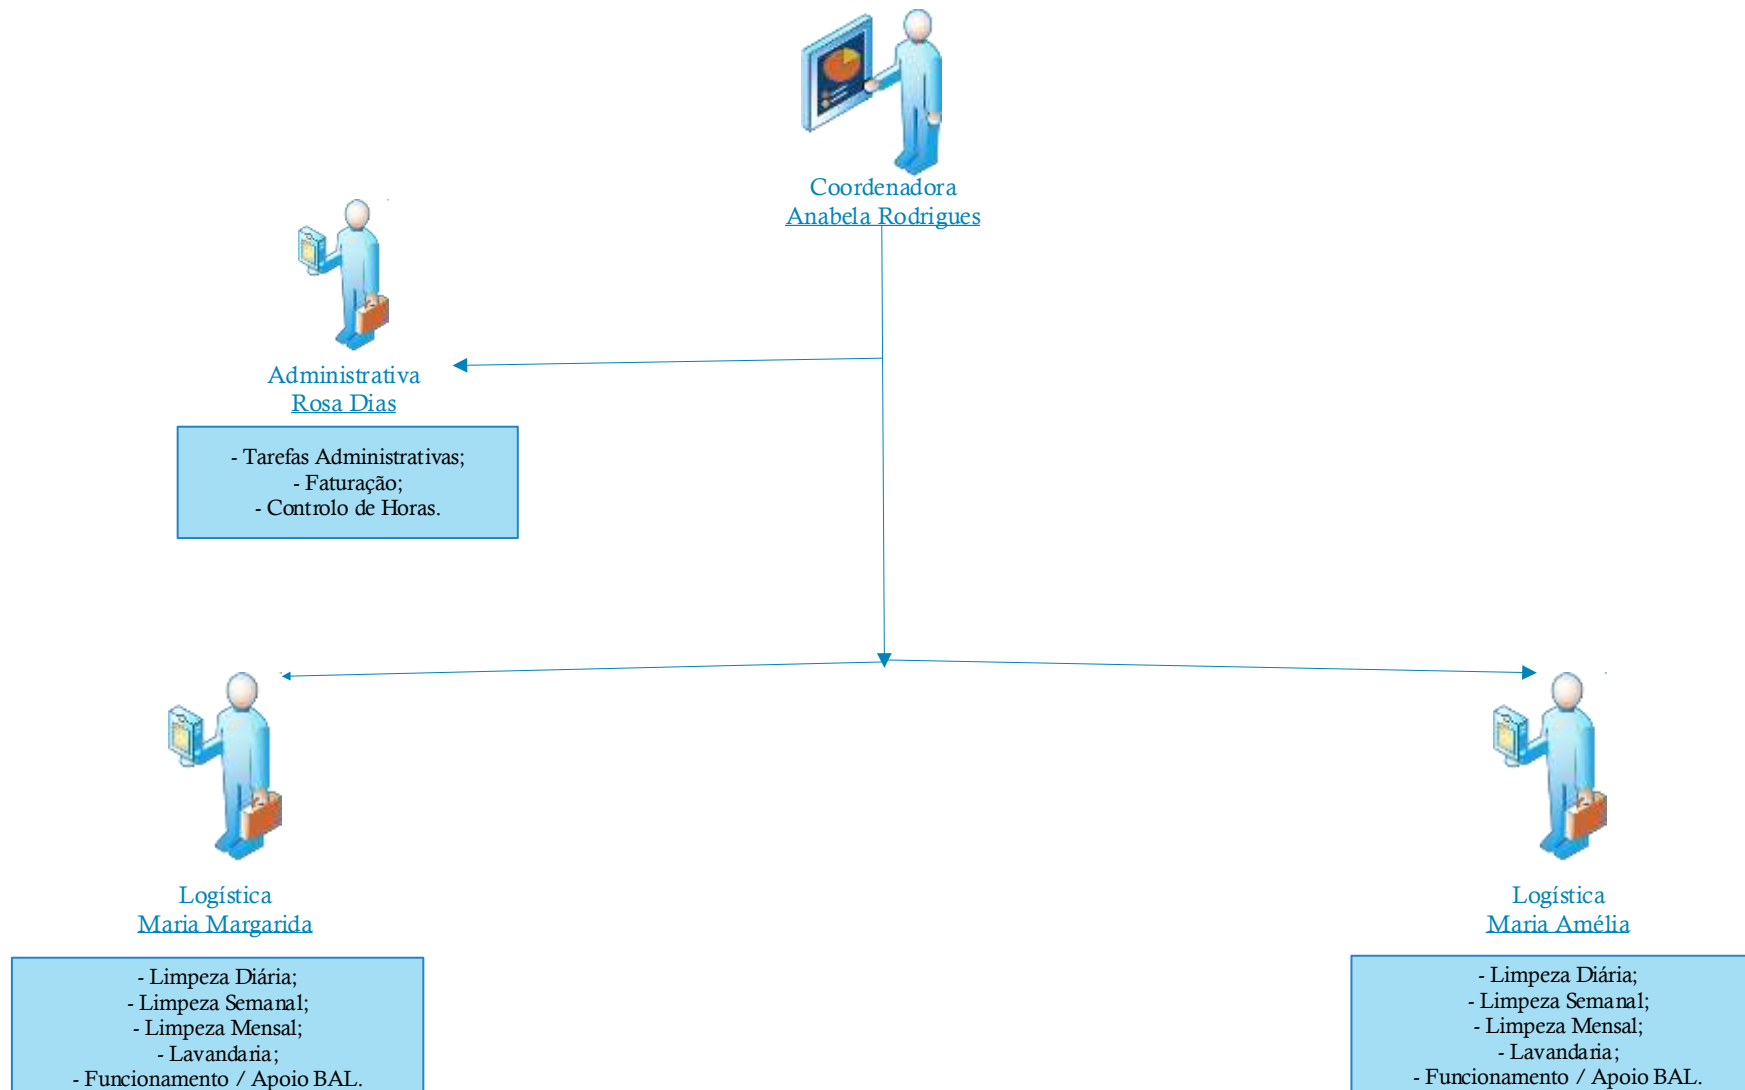 Coordenadora
Anabela Rodrigues
Administrativa
Rosa Dias
- Tarefas Administrativas;
- Faturação;
- Controlo de Horas.
Logística
Maria Margarida
- Limpeza Diária;
- Limpeza Semanal;
- Limpeza Mensal;
- Lavandaria;
- Funcionamento / Apoio BAL.
Logística
Maria Amélia
- Limpeza Diária;
- Limpeza Semanal;
- Limpeza Mensal;
- Lavandaria;
- Funcionamento / Apoio BAL.